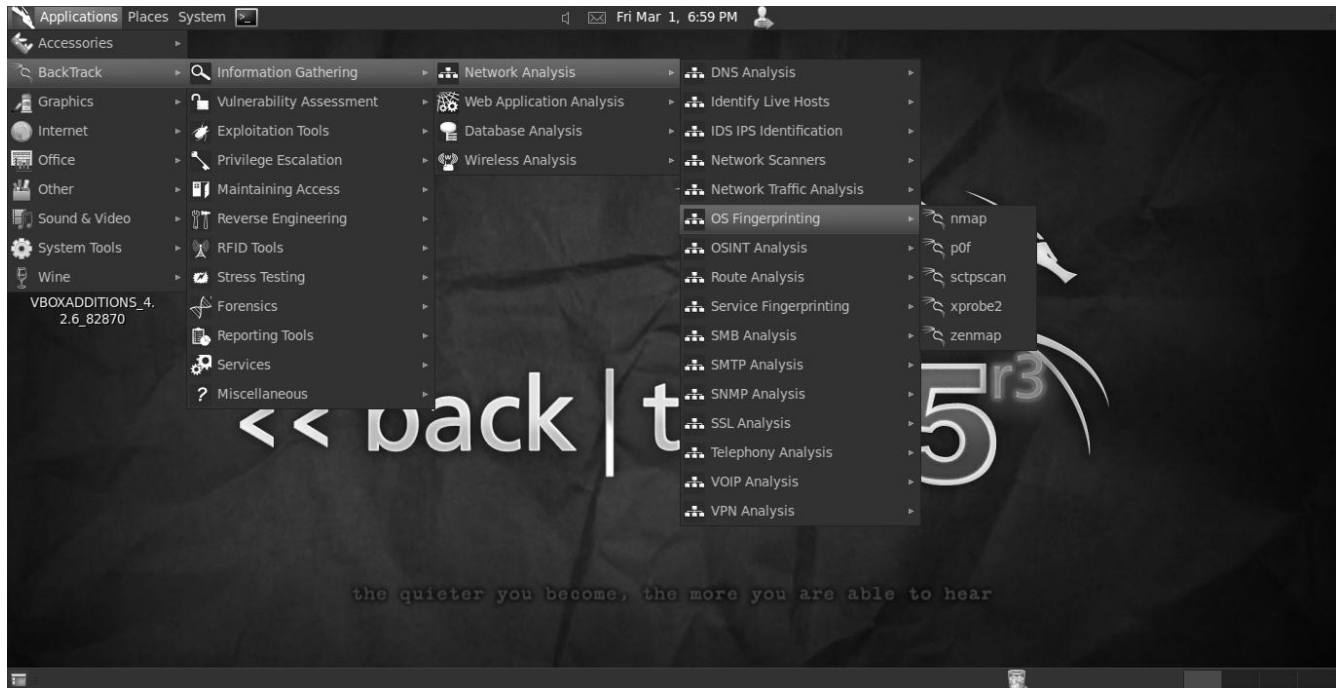 Applications Places System Fri Mar 1, 6:59 PM
Accessories
BackTrack
Graphics
Internet
Office
Other
Sound & Video
System Tools
Wine
VBOXADDITIONS_4.
2.6_82870
Information Gathering
Vulnerability Assessment
Exploitation Tools
Privilege Escalation
Maintaining Access
Reverse Engineering
RFID Tools
Stress Testing
Forensics
Reporting Tools
Services
Miscellaneous
Network Analysis
Web Application Analysis
Database Analysis
Wireless Analysis
DNS Analysis
Identify Live Hosts
IDS IPS Identification
Network Scanners
Network Traffic Analysis
OS Fingerprinting
OSINT Analysis
Route Analysis
Service Fingerprinting
SMB Analysis
SMTP Analysis
SNMP Analysis
SSL Analysis
Telephony Analysis
VOIP Analysis
VPN Analysis
nmap
p0f
sctpscan
xprobe2
zenmap
<< back | t 5 r3
the quieter you become, the more you are able to hear